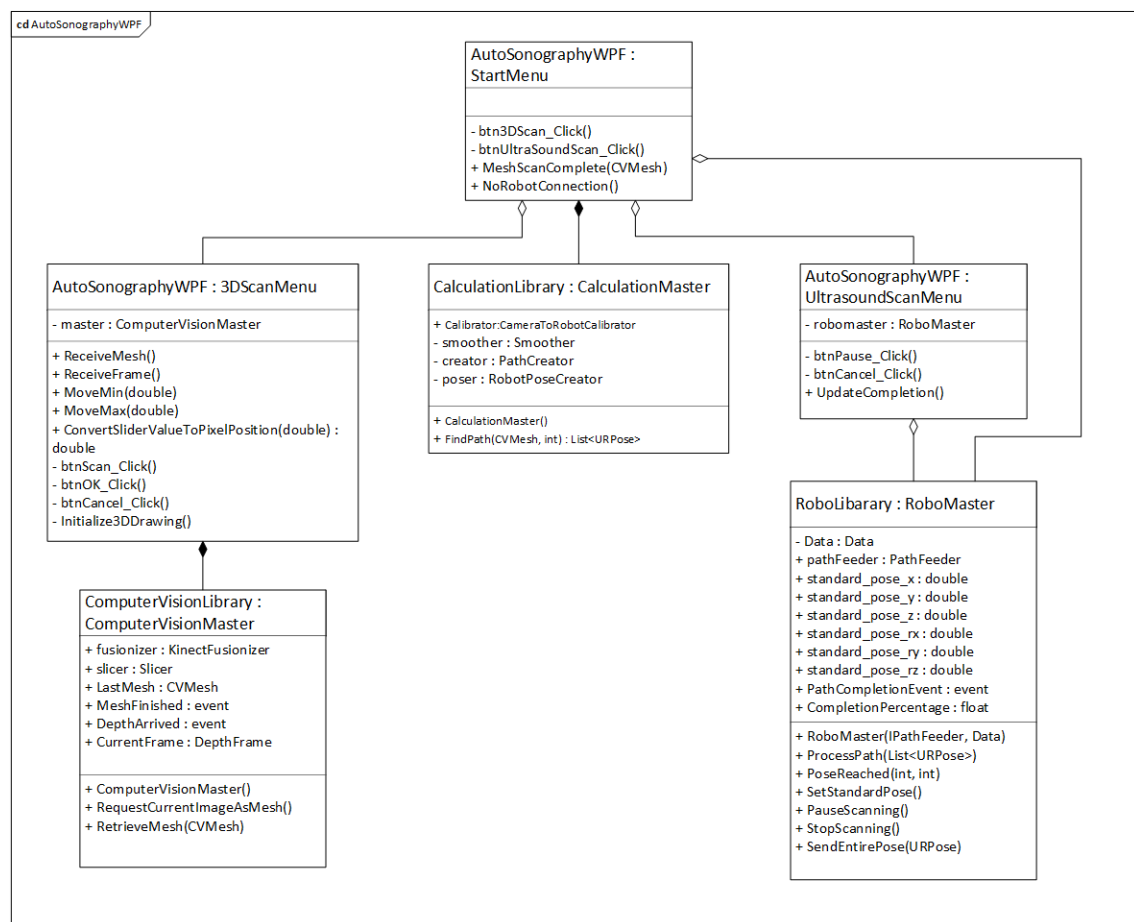 cd AutoSonographyWPF
AutoSonographyWPF :
StartMenu
- btn3DScan_Click()
- btnUltraSoundScan_Click()
+ MeshScanComplete(CVMesh)
+ NoRobotConnection()
AutoSonographyWPF : 3DScanMenu
- master : ComputerVisionMaster
+ ReceiveMesh()
+ ReceiveFrame()
+ MoveMin(double)
+ MoveMax(double)
+ ConvertSliderValueToPixelPosition(double) :
double
- btnScan_Click()
- btnOK_Click()
- btnCancel_Click()
- Initialize3DDrawing()
CalculationLibrary : CalculationMaster
+ Calibrator:CameraToRobotCalibrator
- smoother : Smoother
- creator : PathCreator
- poser : RobotPoseCreator
+ CalculationMaster()
+ FindPath(CVMesh, int) : List<URPose>
AutoSonographyWPF :
UltrasoundScanMenu
- robomaster : RoboMaster
- btnPause_Click()
- btnCancel_Click()
+ UpdateCompletion()
ComputerVisionLibrary :
ComputerVisionMaster
+ fusionizer : KinectFusionizer
+ slicer : Slicer
+ LastMesh : CVMesh
+ MeshFinished : event
+ DepthArrived : event
+ CurrentFrame : DepthFrame
+ ComputerVisionMaster()
+ RequestCurrentImageAsMesh()
+ RetrieveMesh(CVMesh)
RoboLibarary : RoboMaster
- Data : Data
+ pathFeeder : PathFeeder
+ standard_pose_x : double
+ standard_pose_y : double
+ standard_pose_z : double
+ standard_pose_rx : double
+ standard_pose_ry : double
+ standard_pose_rz : double
+ PathCompletionEvent : event
+ CompletionPercentage : float
+ RoboMaster(IPathFeeder, Data)
+ ProcessPath(List<URPose>)
+ PoseReached(int, int)
+ SetStandardPose()
+ PauseScanning()
+ StopScanning()
+ SendEntirePose(URPose)